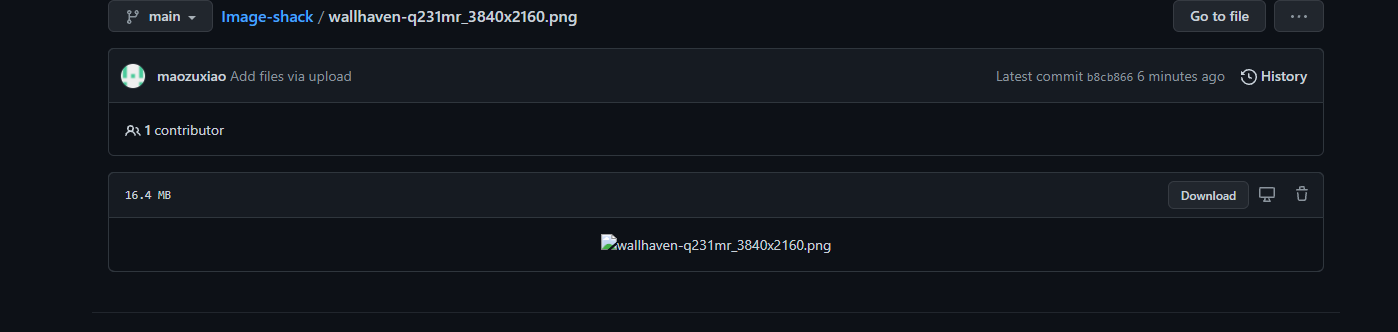 main Image-shack / wallhaven-q231mr_3840x2160.png Go to file ...
maozuxiao Add files via upload Latest commit b8cb866 6 minutes ago History
1 contributor
16.4 MB Download
wallhaven-q231mr_3840x2160.png